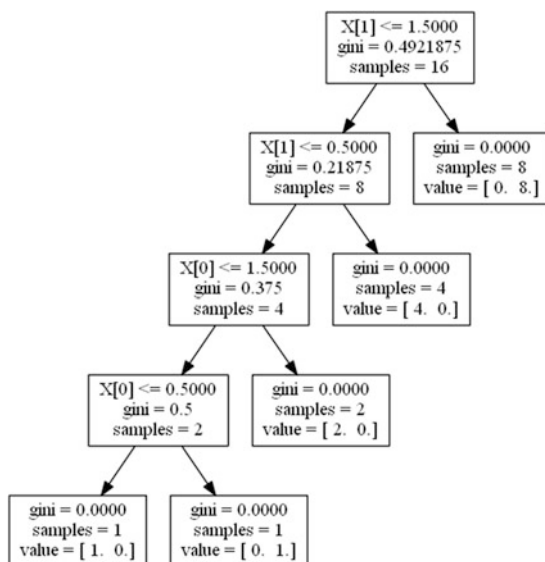 X[1] <= 1.5000
gini = 0.4921875
samples = 16
X[1] <= 0.5000
gini = 0.21875
samples = 8
gini = 0.0000
samples = 8
value = [ 0. 8.]
X[0] <= 1.5000
gini = 0.375
samples = 4
gini = 0.0000
samples = 4
value = [ 4. 0.]
X[0] <= 0.5000
gini = 0.5
samples = 2
gini = 0.0000
samples = 2
value = [ 2. 0.]
gini = 0.0000
samples = 1
value = [ 1. 0.]
gini = 0.0000
samples = 1
value = [ 0. 1.]